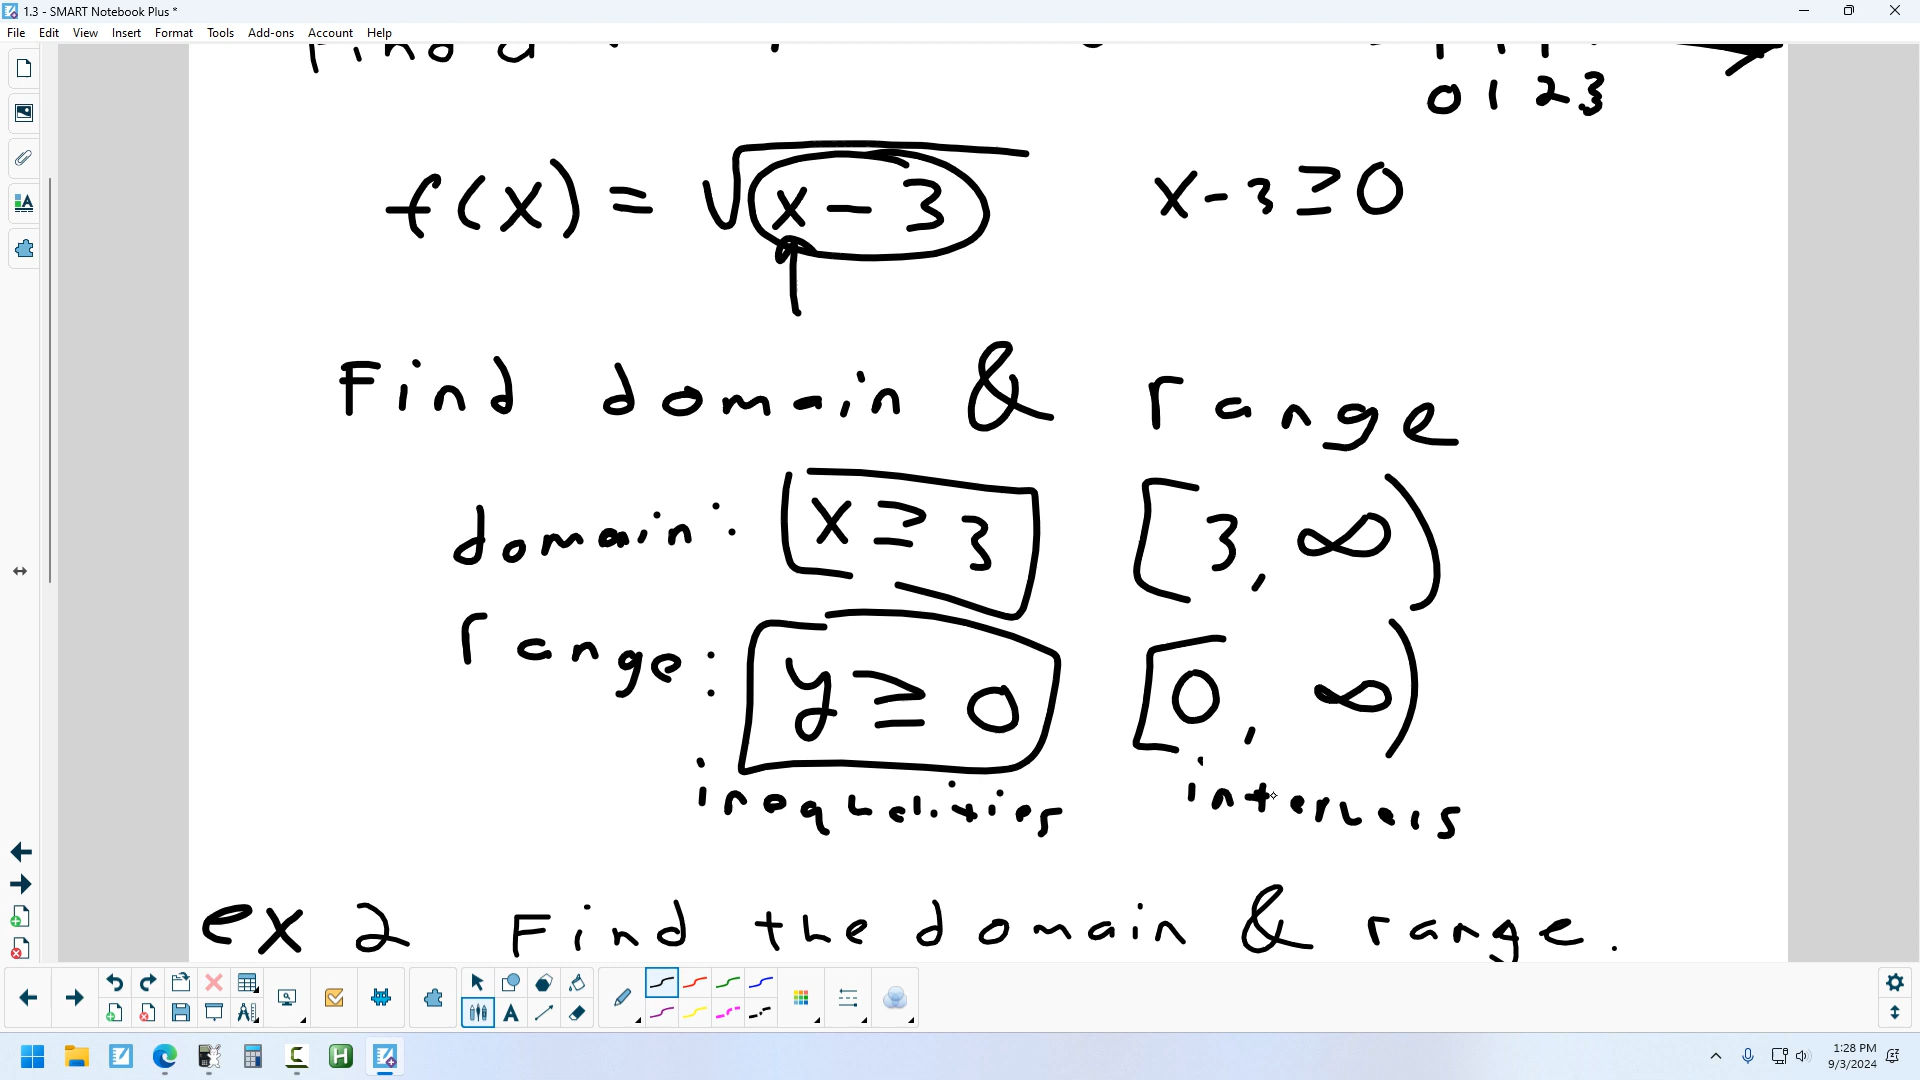 1.3 - SMART Notebook Plus *
File Edit View Insert Format Tools Add-ons Account Help
0 1 2 3
f(x) = √(x - 3) x - 3 ≥ 0
Find domain & range
domain: x ≥ 3 [3, ∞)
range: y ≥ 0 [0, ∞)
inequalities intervals
ex 2 Find the domain & range.
1:28 PM
9/3/2024